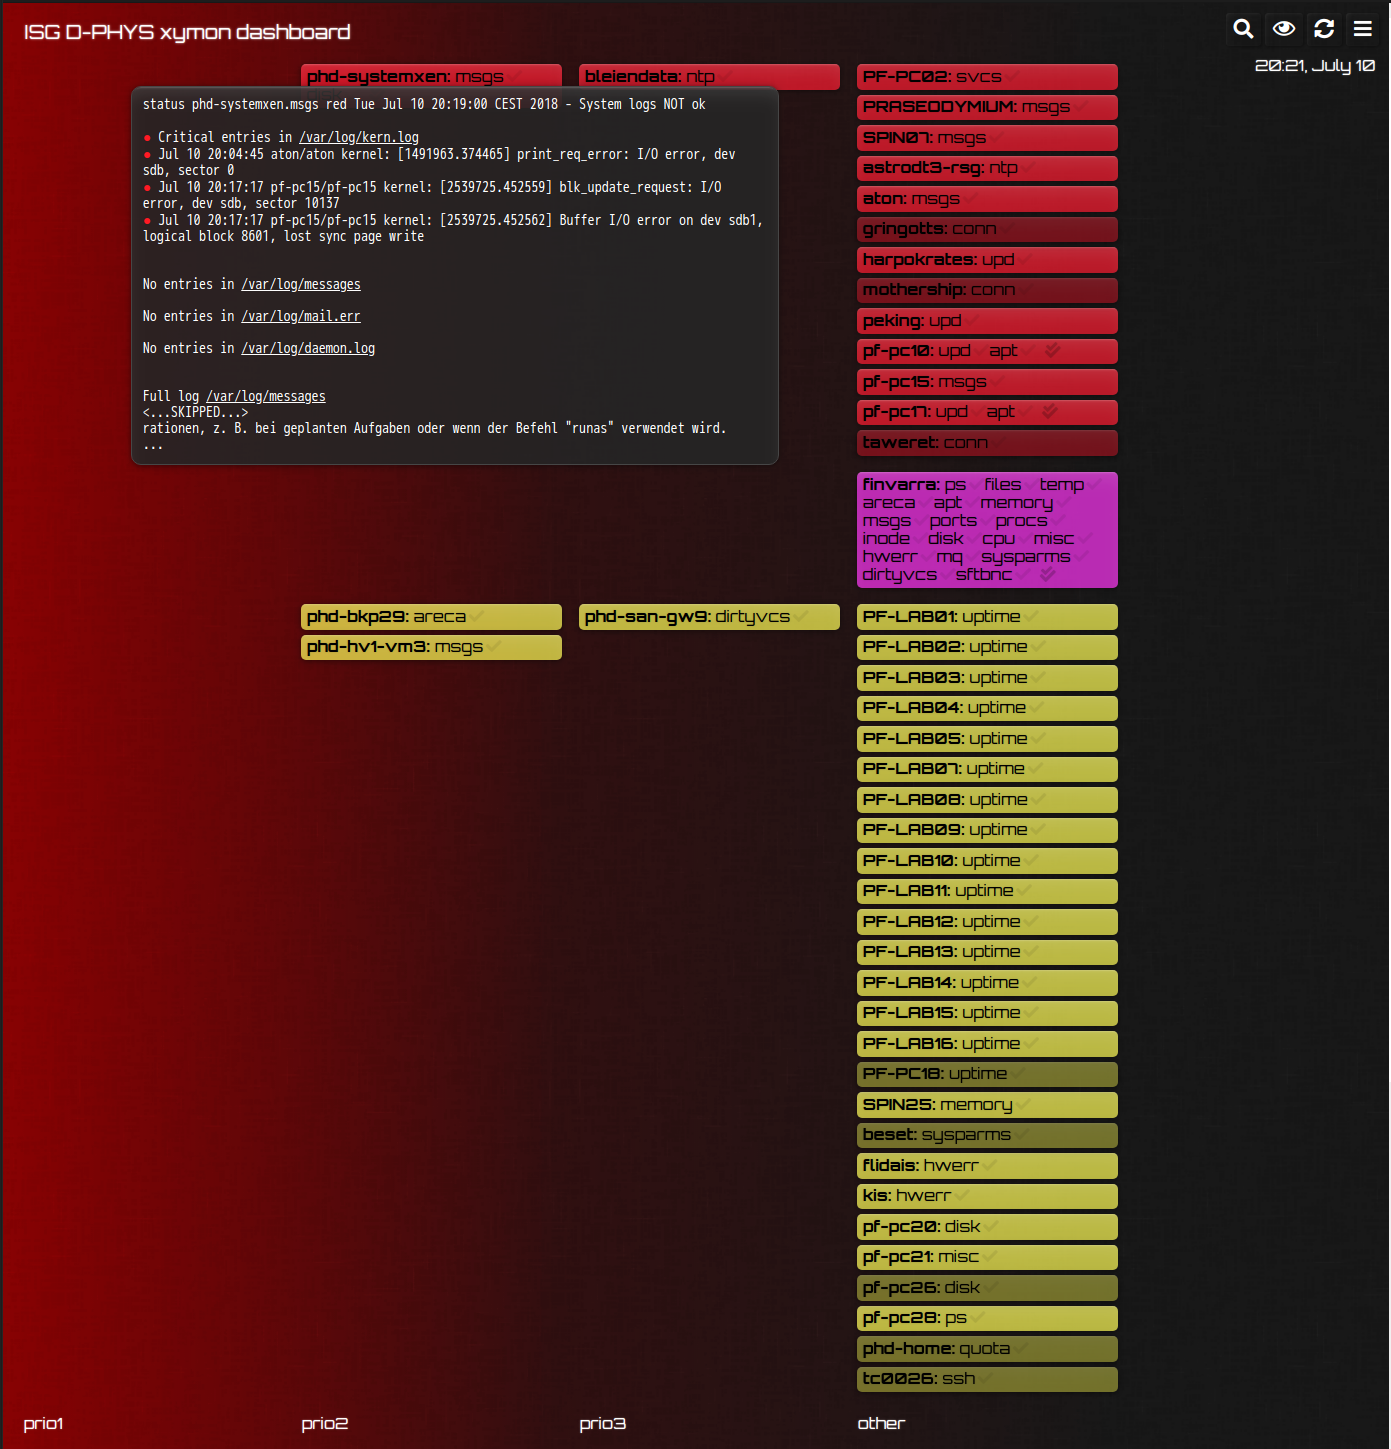 ISG D-PHYS xymon dashboard
20:21, July 10
phd-systemxen: msgs
bleiendata: ntp
status phd-systemxen.msgs red Tue Jul 10 20:19:00 CEST 2018 - System logs NOT ok
Critical entries in /var/log/kern.log
Jul 10 20:04:45 aton/aton kernel: [1491963.374465] print_req_error: I/O error, dev
sdb, sector 0
Jul 10 20:17:17 pf-pc15/pf-pc15 kernel: [2539725.452559] blk_update_request: I/O
error, dev sdb, sector 10137
Jul 10 20:17:17 pf-pc15/pf-pc15 kernel: [2539725.452562] Buffer I/O error on dev sdb1,
logical block 8601, lost sync page write
No entries in /var/log/messages
No entries in /var/log/mail.err
No entries in /var/log/daemon.log
Full log /var/log/messages
<...SKIPPED...>
rationen, z. B. bei geplanten Aufgaben oder wenn der Befehl "runas" verwendet wird.
...
PF-PC02: svcs
PRASEODYMIUM: msgs
SPIN07: msgs
astrodt3-rsg: ntp
aton: msgs
gringotts: conn
harpokrates: upd
mothership: conn
peking: upd
pf-pc10: upd apt
pf-pc15: msgs
pf-pc17: upd apt
taweret: conn
finvarra: ps files temp
areca apt memory
msgs ports procs
inode disk cpu misc
hwerr mq sysparms
dirtyvcs sftbnc
phd-bkp29: areca
phd-hv1-vm3: msgs
phd-san-gw9: dirtyvcs
PF-LAB01: uptime
PF-LAB02: uptime
PF-LAB03: uptime
PF-LAB04: uptime
PF-LAB05: uptime
PF-LAB07: uptime
PF-LAB08: uptime
PF-LAB09: uptime
PF-LAB10: uptime
PF-LAB11: uptime
PF-LAB12: uptime
PF-LAB13: uptime
PF-LAB14: uptime
PF-LAB15: uptime
PF-LAB16: uptime
PF-PC18: uptime
SPIN25: memory
beset: sysparms
flidais: hwerr
kis: hwerr
pf-pc20: disk
pf-pc21: misc
pf-pc26: disk
pf-pc28: ps
phd-home: quota
tc0026: ssh
prio1
prio2
prio3
other